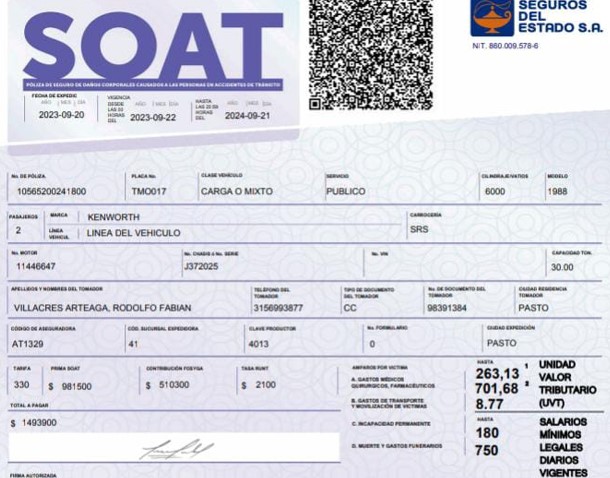 SEGUROS
DEL
ESTADO S.A.
NIT. 860.009.578-6
SOAT
PÓLIZA DE SEGURO DE DAÑOS CORPORALES CAUSADOS A LAS PERSONAS EN ACCIDENTES DE TRÁNSITO
FECHA DE EXPEDIC
AÑO MES DÍA
2023-09-20
VIGENCIA
DESDE
LAS 00
HORAS
DEL
AÑO MES DÍA
2023-09-22
HASTA
LAS 23:59
HORAS
DEL
AÑO MES DÍA
2024-09-21
No. DE PÓLIZA
10565200241800
PLACA No.
TMO017
CLASE VEHÍCULO
CARGA O MIXTO
SERVICIO
PUBLICO
CILINDRAJE/VATIOS
6000
MODELO
1988
PASAJEROS
2
MARCA
KENWORTH
LÍNEA
VEHICUL
LINEA DEL VEHICULO
CARROCERÍA
SRS
No. MOTOR
11446647
No. CHASIS ó No. SERIE
J372025
No. VIN
CAPACIDAD TON.
30.00
APELLIDOS Y NOMBRES DEL TOMADOR
VILLACRES ARTEAGA, RODOLFO FABIAN
TELÉFONO DEL
TOMADOR
3156993877
TIPO DE DOCUMENTO
DEL TOMADOR
CC
No. DE DOCUMENTO DEL
TOMADOR
98391384
CIUDAD RESIDENCIA
TOMADOR
PASTO
CÓDIGO DE ASEGURADORA
AT1329
CÓD. SUCURSAL EXPEDIDORA
41
CLAVE PRODUCTOR
4013
No. FORMULARIO
0
CIUDAD EXPEDICIÓN
PASTO
TARIFA
330
PRIMA SOAT
$ 981500
CONTRIBUCIÓN FOSYGA
$ 510300
TASA RUNT
$ 2100
TOTAL A PAGAR
$ 1493900
FIRMA AUTORIZADA
AMPAROS POR VICTIMA
A. GASTOS MÉDICOS
QUIRURGICOS, FARMACÉUTICOS
B. GASTOS DE TRANSPORTE
Y MOVILIZACIÓN DE VICTIMAS
C. INCAPACIDAD PERMANENTE
D. MUERTE Y GASTOS FUNERARIOS
HASTA
263,13 1
701,68 2
8.77
UNIDAD
VALOR
TRIBUTARIO
(UVT)
HASTA
180
750
SALARIOS
MÍNIMOS
LEGALES
DIARIOS
VIGENTES